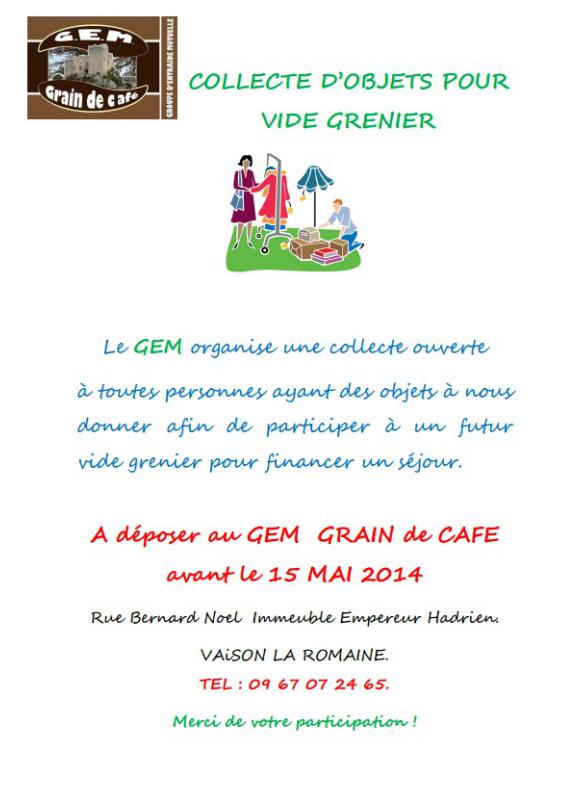 G.E.M.
Grain de Café
GROUPE D'ENTRAIDE MUTUELLE
COLLECTE D'OBJETS POUR
VIDE GRENIER
Le GEM organise une collecte ouverte
à toutes personnes ayant des objets à nous
donner afin de participer à un futur
vide grenier pour financer un séjour.
A déposer au GEM GRAIN de CAFE
avant le 15 MAI 2014
Rue Bernard Noel Immeuble Empereur Hadrien.
VAiSON LA ROMAINE.
TEL : 09 67 07 24 65.
Merci de votre participation !